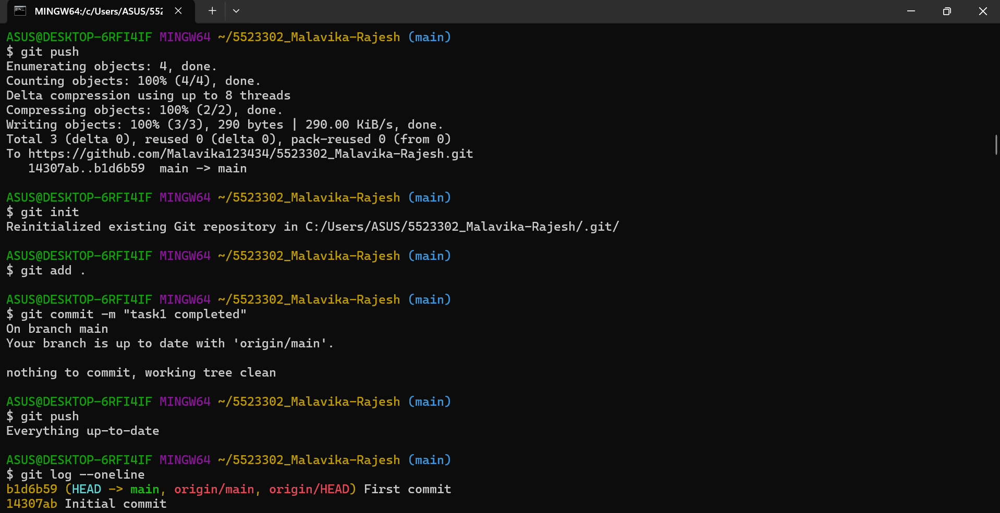 MINGW64:/c/Users/ASUS/552
ASUS@DESKTOP-6RFI4IF MINGW64 ~/5523302_Malavika-Rajesh (main)
$ git push
Enumerating objects: 4, done.
Counting objects: 100% (4/4), done.
Delta compression using up to 8 threads
Compressing objects: 100% (2/2), done.
Writing objects: 100% (3/3), 290 bytes | 290.00 KiB/s, done.
Total 3 (delta 0), reused 0 (delta 0), pack-reused 0 (from 0)
To https://github.com/Malavika123434/5523302_Malavika-Rajesh.git
   14307ab..b1d6b59  main -> main
ASUS@DESKTOP-6RFI4IF MINGW64 ~/5523302_Malavika-Rajesh (main)
$ git init
Reinitialized existing Git repository in C:/Users/ASUS/5523302_Malavika-Rajesh/.git/
ASUS@DESKTOP-6RFI4IF MINGW64 ~/5523302_Malavika-Rajesh (main)
$ git add .
ASUS@DESKTOP-6RFI4IF MINGW64 ~/5523302_Malavika-Rajesh (main)
$ git commit -m "task1 completed"
On branch main
Your branch is up to date with 'origin/main'.
nothing to commit, working tree clean
ASUS@DESKTOP-6RFI4IF MINGW64 ~/5523302_Malavika-Rajesh (main)
$ git push
Everything up-to-date
ASUS@DESKTOP-6RFI4IF MINGW64 ~/5523302_Malavika-Rajesh (main)
$ git log --oneline
b1d6b59 (HEAD -> main, origin/main, origin/HEAD) First commit
14307ab Initial commit